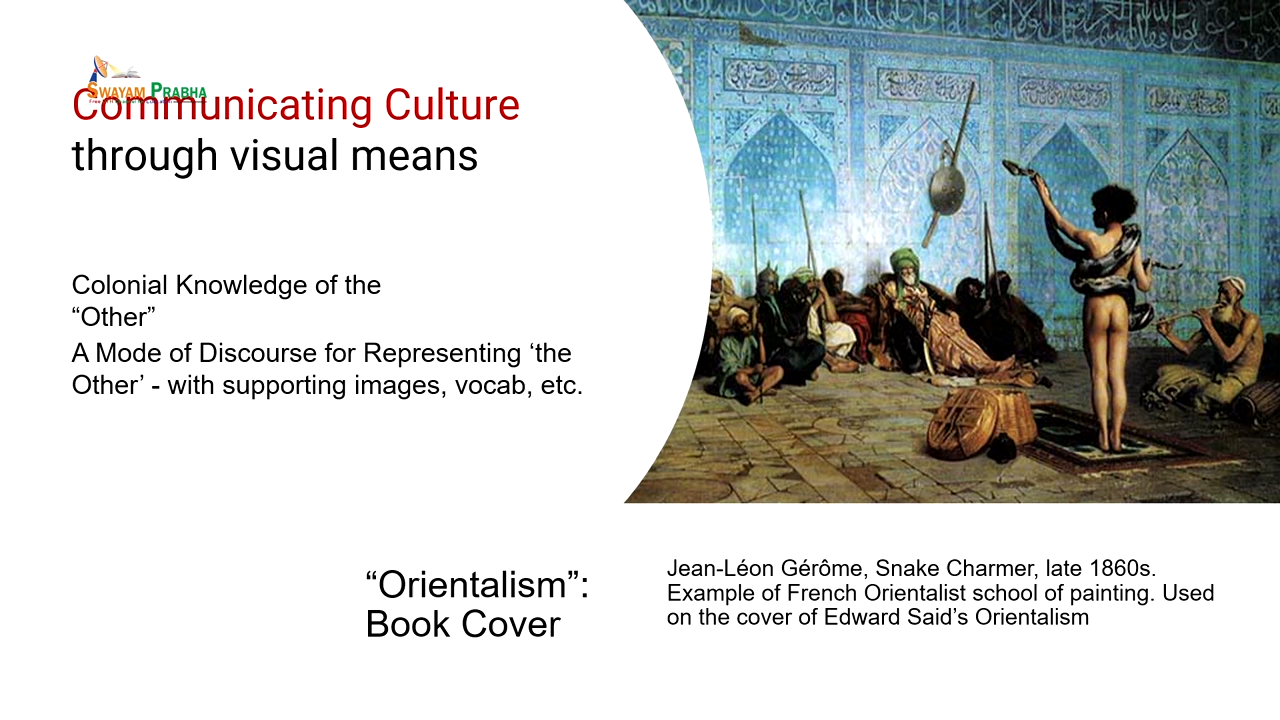 SWAYAM PRABHA
Communicating Culture
through visual means
Colonial Knowledge of the
“Other”
A Mode of Discourse for Representing ‘the
Other’ - with supporting images, vocab, etc.
“Orientalism”:
Book Cover
Jean-Léon Gérôme, Snake Charmer, late 1860s.
Example of French Orientalist school of painting. Used
on the cover of Edward Said’s Orientalism